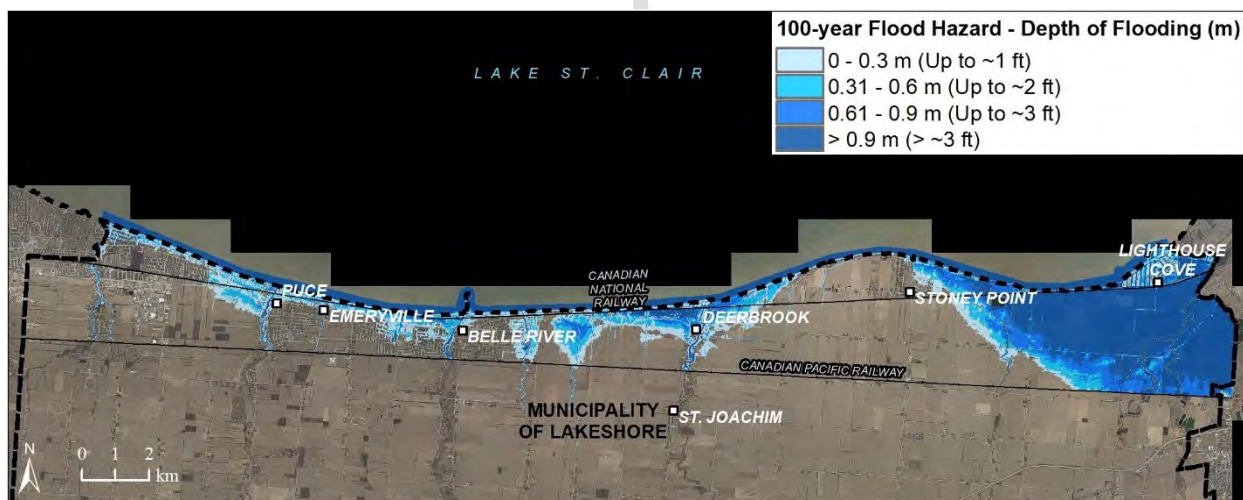 100-year Flood Hazard - Depth of Flooding (m)
0 - 0.3 m (Up to ~1 ft)
0.31 - 0.6 m (Up to ~2 ft)
0.61 - 0.9 m (Up to ~3 ft)
> 0.9 m (> ~3 ft)
LAKE ST. CLAIR
LIGHTHOUSE
COVE
CANADIAN
NATIONAL
RAILWAY
PUCE
EMERYVILLE
BELLE RIVER
DEERBROOK
STONEY POINT
CANADIAN PACIFIC RAILWAY
MUNICIPALITY
OF LAKESHORE
ST. JOACHIM
N
0 1 2
km